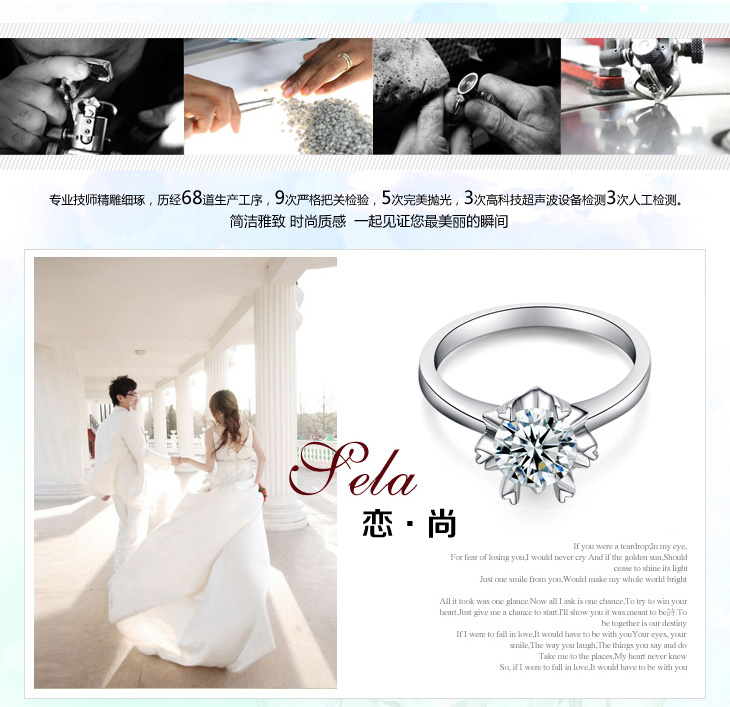 专业技师精雕细琢，历经68道生产工序，9次严格把关检验，5次完美抛光，3次高科技超声波设备检测3次人工检测。
简洁雅致 时尚质感 一起见证您最美丽的瞬间
Sela
恋·尚
If you were a teardrop;In my eye,
For fear of losing you,I would never cry And if the golden sun,Should
cease to shine its light
Just one smile from you,Would make my whole world bright
All it took was one glance.Now all I ask is one chance,To try to win your
heart.Just give me a chance to start.I'll show you it was meant to be詩.To
be together is our destiny
If I were to fall in love,It would have to be with youYour eyes, your
smile,The way you laugh,The things you say and do
Take me to the places,My heart never knew
So, if I were to fall in love,It would have to be with you